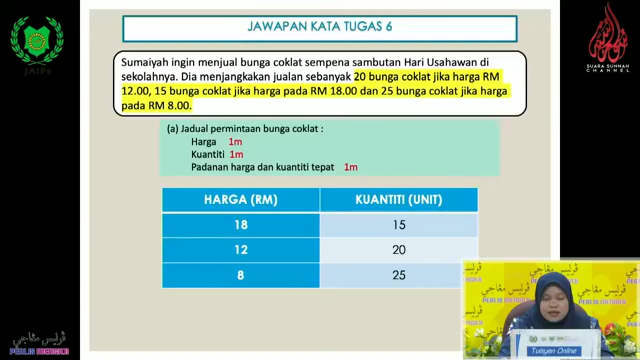 JAWAPAN KATA TUGAS 6
Sumaiyah ingin menjual bunga coklat sempena sambutan Hari Usahawan di
sekolahnya. Dia menjangkakan jualan sebanyak 20 bunga coklat jika harga RM
12.00, 15 bunga coklat jika harga pada RM 18.00 dan 25 bunga coklat jika harga
pada RM 8.00.
(a) Jadual permintaan bunga coklat :
Harga 1m
Kuantiti 1m
Padanan harga dan kuantiti tepat 1m
HARGA (RM) KUANTITI (UNIT)
18 15
12 20
8 25
JAIPs
SUARA SUNNAH
CHANNEL
ڤرليس مڠاجي
PERLIS MENGAJI
Tuisyen Online